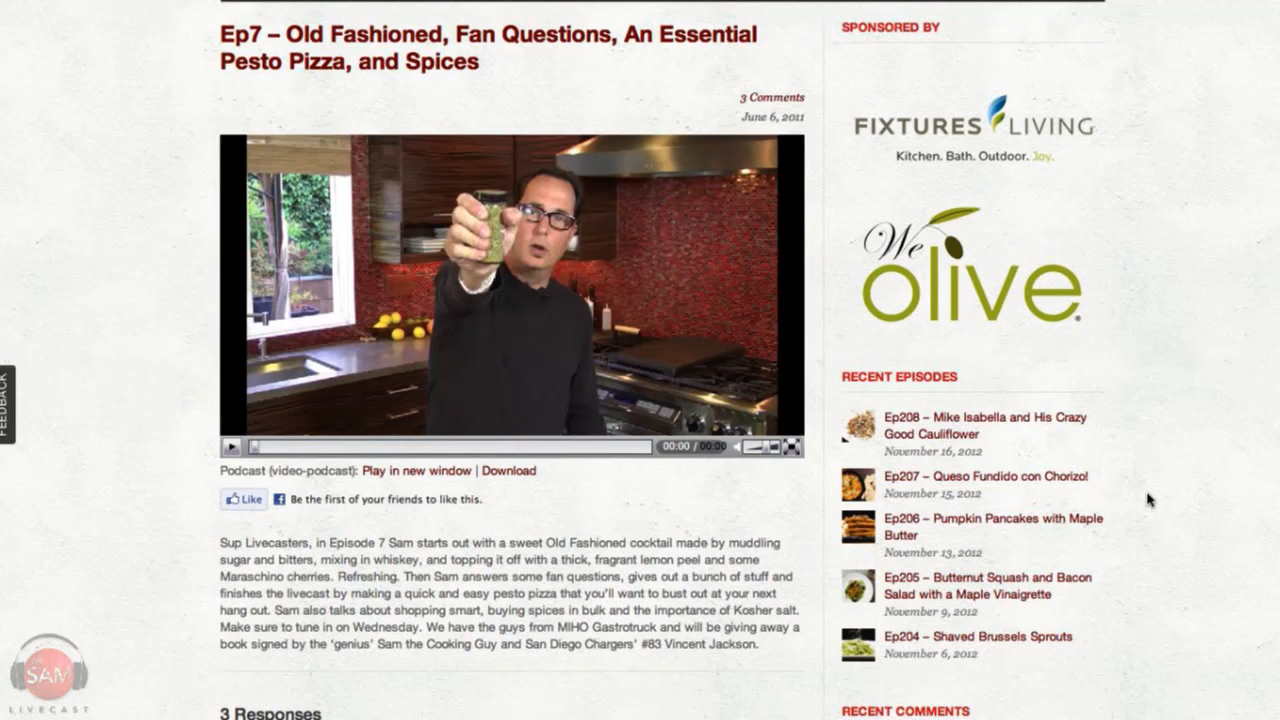 Ep7 – Old Fashioned, Fan Questions, An Essential
Pesto Pizza, and Spices
3 Comments
June 6, 2011
00:00 / 00:00
Podcast (video-podcast): Play in new window | Download
Like
Be the first of your friends to like this.
Sup Livecasters, in Episode 7 Sam starts out with a sweet Old Fashioned cocktail made by muddling
sugar and bitters, mixing in whiskey, and topping it off with a thick, fragrant lemon peel and some
Maraschino cherries. Refreshing. Then Sam answers some fan questions, gives out a bunch of stuff and
finishes the livecast by making a quick and easy pesto pizza that you'll want to bust out at your next
hang out. Sam also talks about shopping smart, buying spices in bulk and the importance of Kosher salt.
Make sure to tune in on Wednesday. We have the guys from MIHO Gastrotruck and will be giving away a
book signed by the 'genius' Sam the Cooking Guy and San Diego Chargers' #83 Vincent Jackson.
3 Responses
SPONSORED BY
FIXTURES LIVING
Kitchen. Bath. Outdoor. Joy.
We
olive
RECENT EPISODES
Ep208 – Mike Isabella and His Crazy
Good Cauliflower
November 16, 2012
Ep207 – Queso Fundido con Chorizo!
November 15, 2012
Ep206 – Pumpkin Pancakes with Maple
Butter
November 13, 2012
Ep205 – Butternut Squash and Bacon
Salad with a Maple Vinaigrette
November 9, 2012
Ep204 – Shaved Brussels Sprouts
November 6, 2012
RECENT COMMENTS
FEEDBACK
SAM
LIVECAST